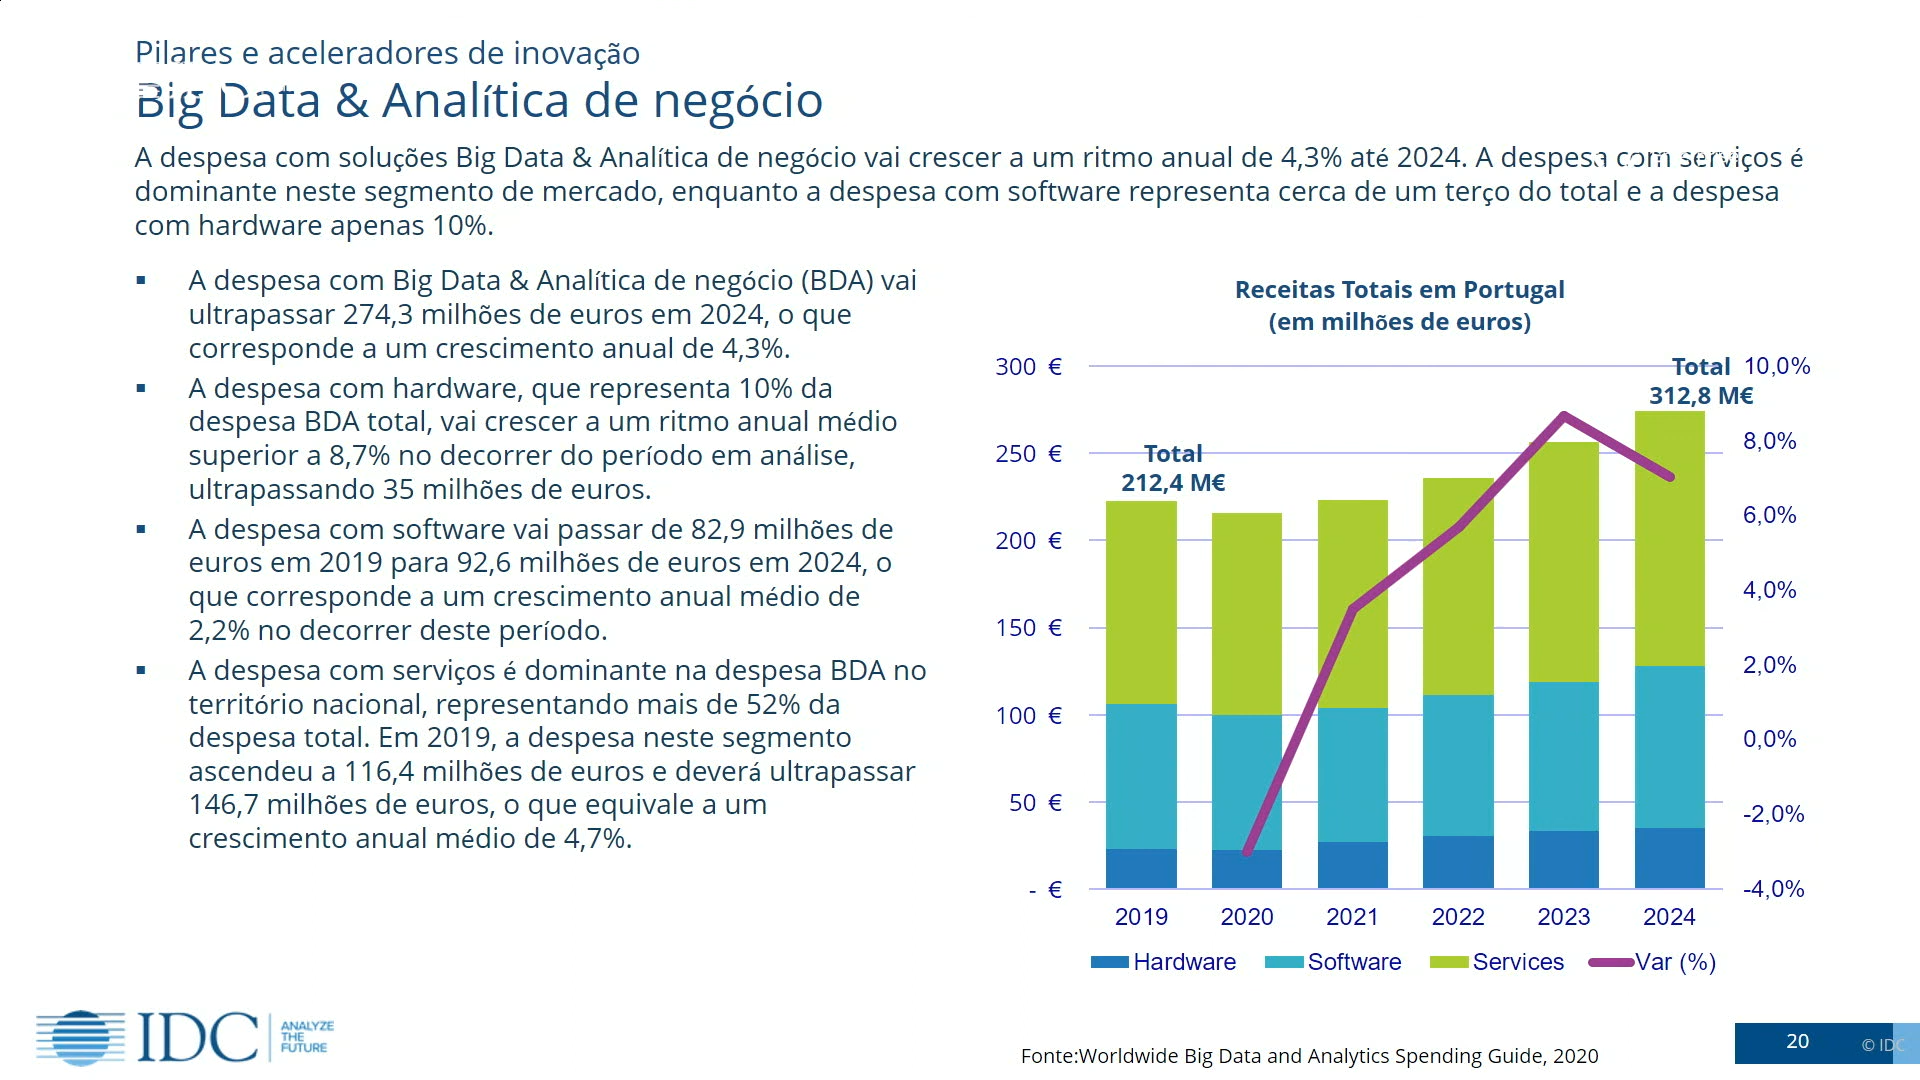 Pilares e aceleradores de inovação
Big Data & Analítica de negócio
A despesa com soluções Big Data & Analítica de negócio vai crescer a um ritmo anual de 4,3% até 2024. A despesa com serviços é
dominante neste segmento de mercado, enquanto a despesa com software representa cerca de um terço do total e a despesa
com hardware apenas 10%.
▪ A despesa com Big Data & Analítica de negócio (BDA) vai
ultrapassar 274,3 milhões de euros em 2024, o que
corresponde a um crescimento anual de 4,3%.
▪ A despesa com hardware, que representa 10% da
despesa BDA total, vai crescer a um ritmo anual médio
superior a 8,7% no decorrer do período em análise,
ultrapassando 35 milhões de euros.
▪ A despesa com software vai passar de 82,9 milhões de
euros em 2019 para 92,6 milhões de euros em 2024, o
que corresponde a um crescimento anual médio de
2,2% no decorrer deste período.
▪ A despesa com serviços é dominante na despesa BDA no
território nacional, representando mais de 52% da
despesa total. Em 2019, a despesa neste segmento
ascendeu a 116,4 milhões de euros e deverá ultrapassar
146,7 milhões de euros, o que equivale a um
crescimento anual médio de 4,7%.
Receitas Totais em Portugal
(em milhões de euros)
300 €
250 €
200 €
150 €
100 €
50 €
- €
Total
212,4 M€
Total
312,8 M€
10,0%
8,0%
6,0%
4,0%
2,0%
0,0%
-2,0%
-4,0%
2019 2020 2021 2022 2023 2024
Hardware Software Services Var (%)
IDC
ANALYZE
THE
FUTURE
Fonte:Worldwide Big Data and Analytics Spending Guide, 2020
20
© IDC